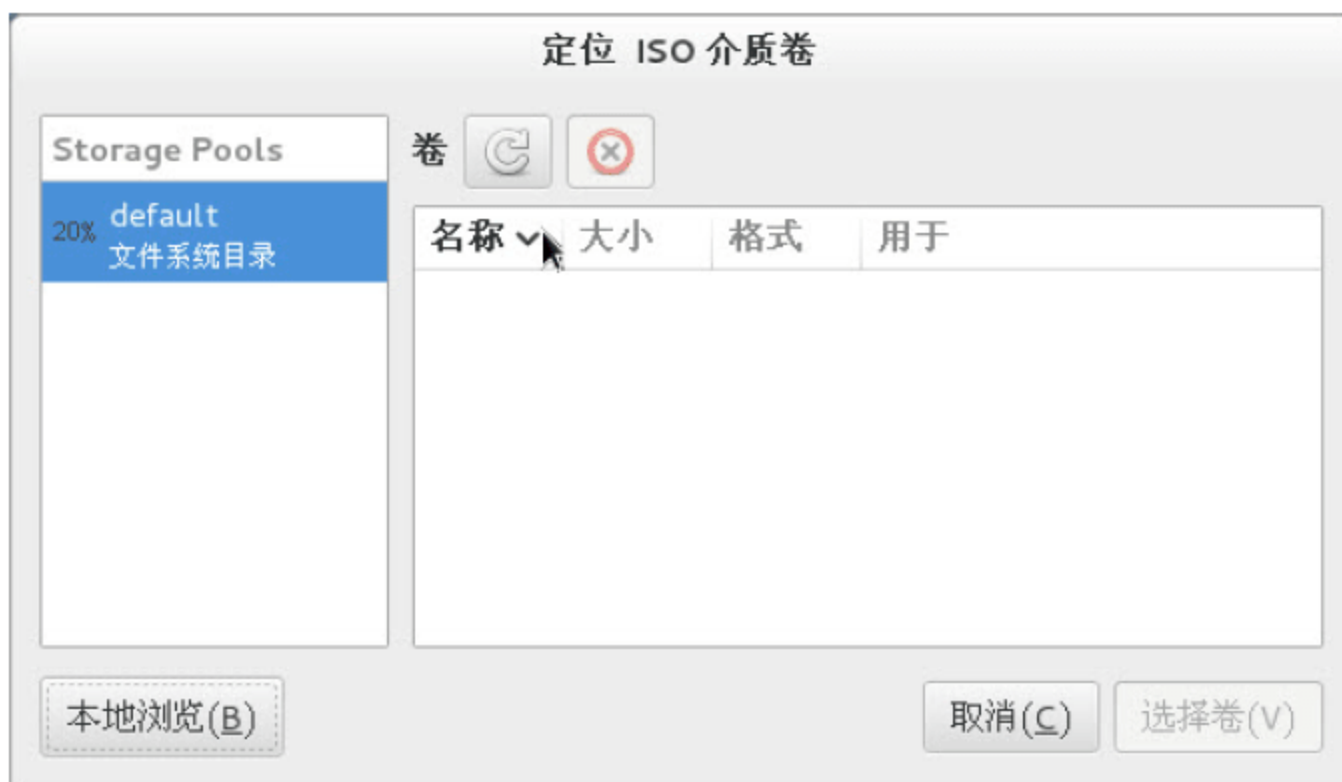 定位 ISO 介质卷
Storage Pools
20% default
文件系统目录
卷
名称 大小 格式 用于
本地浏览(B) 取消(C) 选择卷(V)